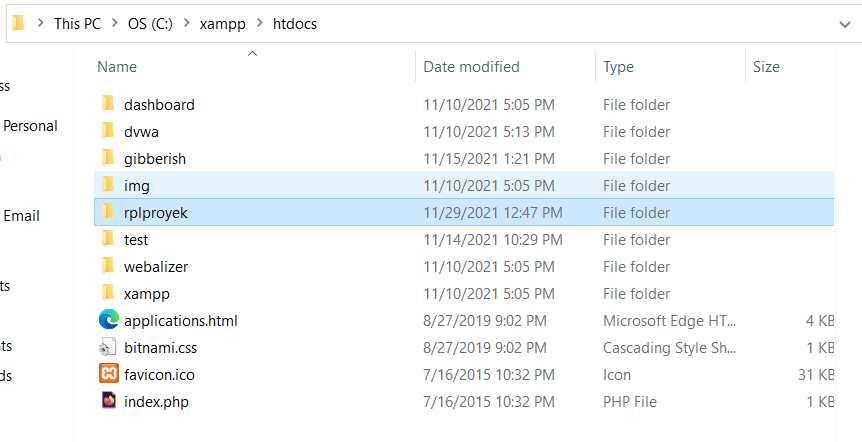 This PC > OS (C:) > xampp > htdocs
Name Date modified Type Size
dashboard 11/10/2021 5:05 PM File folder
ss
dvwa 11/10/2021 5:13 PM File folder
Personal
gibberish 11/15/2021 1:21 PM File folder
img 11/10/2021 5:05 PM File folder
rplproyek 11/29/2021 12:47 PM File folder
Email
test 11/14/2021 10:29 PM File folder
webalizer 11/10/2021 5:05 PM File folder
ts
xampp 11/10/2021 5:05 PM File folder
applications.html 8/27/2019 9:02 PM Microsoft Edge HT... 4 KB
nts
bitnami.css 8/27/2019 9:02 PM Cascading Style Sh... 1 KB
ds
favicon.ico 7/16/2015 10:32 PM Icon 31 KB
index.php 7/16/2015 10:32 PM PHP File 1 KB